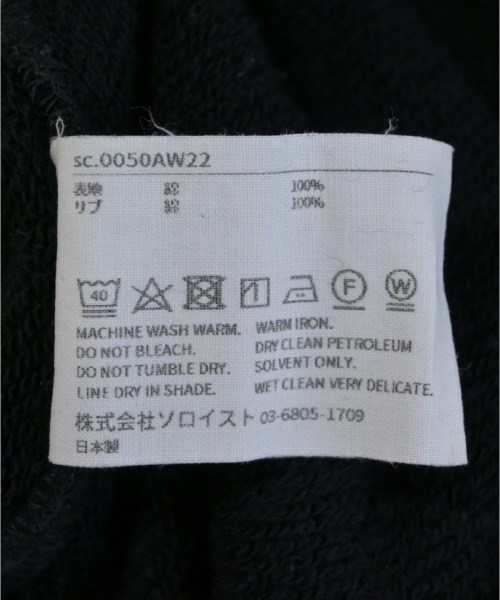 sc.0050AW22
表地 綿 100%
リブ 綿 100%
40
MACHINE WASH WARM.
DO NOT BLEACH.
DO NOT TUMBLE DRY.
LINE DRY IN SHADE.
F
W
WARM IRON.
DRY CLEAN PETROLEUM
SOLVENT ONLY.
WET CLEAN VERY DELICATE.
株式会社ソロイスト 03-6805-1709
日本製